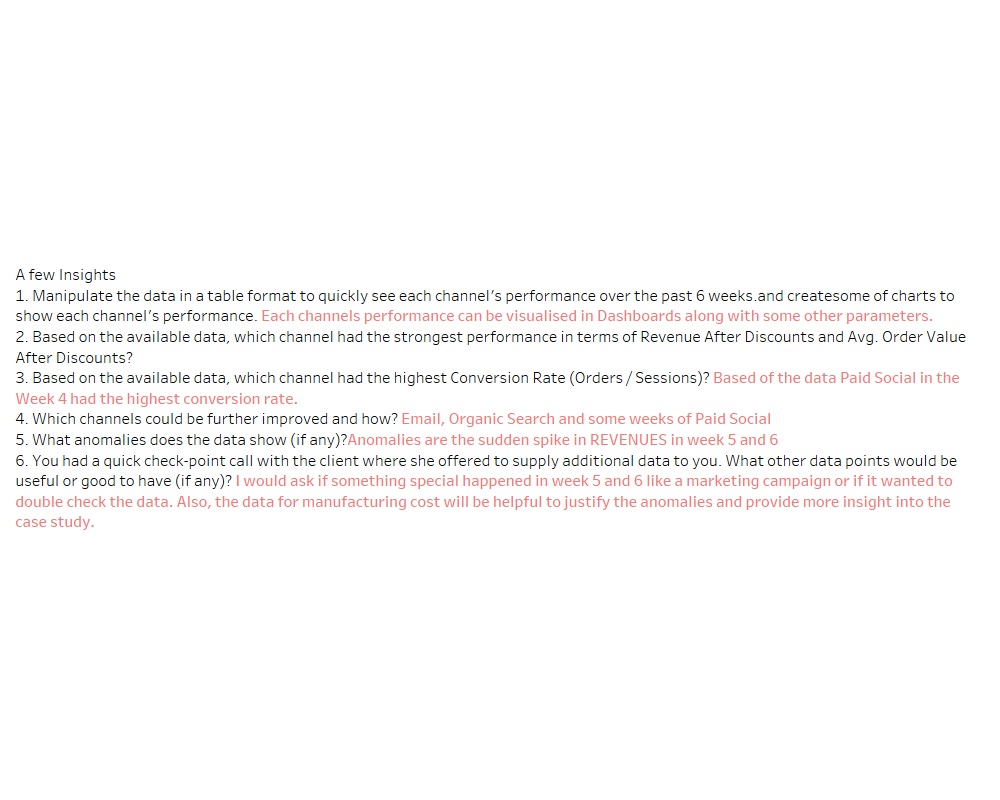 A few Insights
1. Manipulate the data in a table format to quickly see each channel's performance over the past 6 weeks.and createsome of charts to
show each channel's performance. Each channels performance can be visualised in Dashboards along with some other parameters.
2. Based on the available data, which channel had the strongest performance in terms of Revenue After Discounts and Avg. Order Value
After Discounts?
3. Based on the available data, which channel had the highest Conversion Rate (Orders / Sessions)? Based of the data Paid Social in the
Week 4 had the highest conversion rate.
4. Which channels could be further improved and how? Email, Organic Search and some weeks of Paid Social
5. What anomalies does the data show (if any)?Anomalies are the sudden spike in REVENUES in week 5 and 6
6. You had a quick check-point call with the client where she offered to supply additional data to you. What other data points would be
useful or good to have (if any)? I would ask if something special happened in week 5 and 6 like a marketing campaign or if it wanted to
double check the data. Also, the data for manufacturing cost will be helpful to justify the anomalies and provide more insight into the
case study.